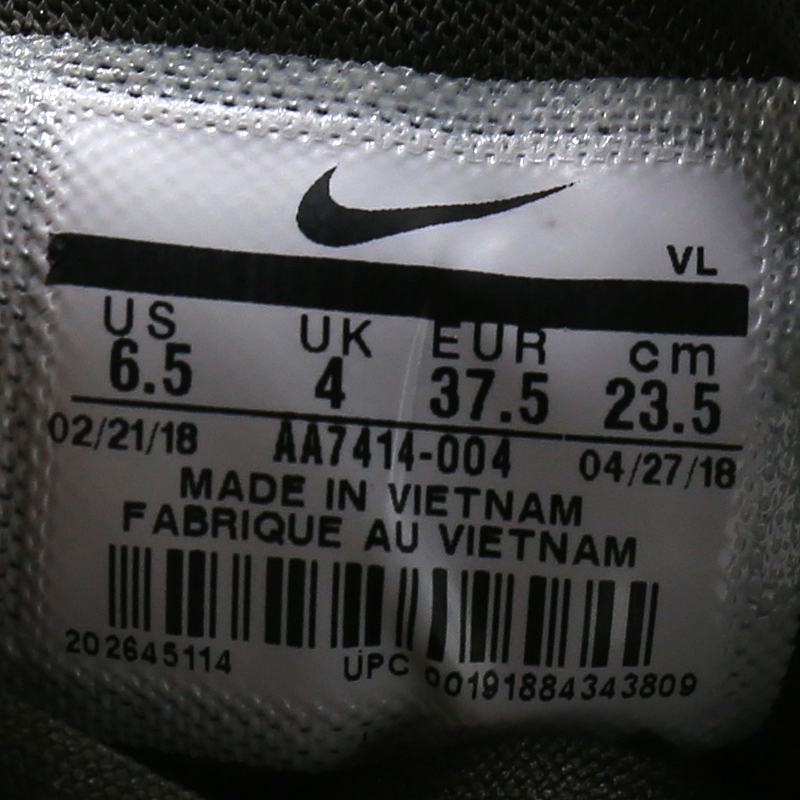 VL
US UK EUR cm
6.5 4 37.5 23.5
02/21/18 AA7414-004 04/27/18
MADE IN VIETNAM
FABRIQUE AU VIETNAM
202645114 UPC 00191884343809